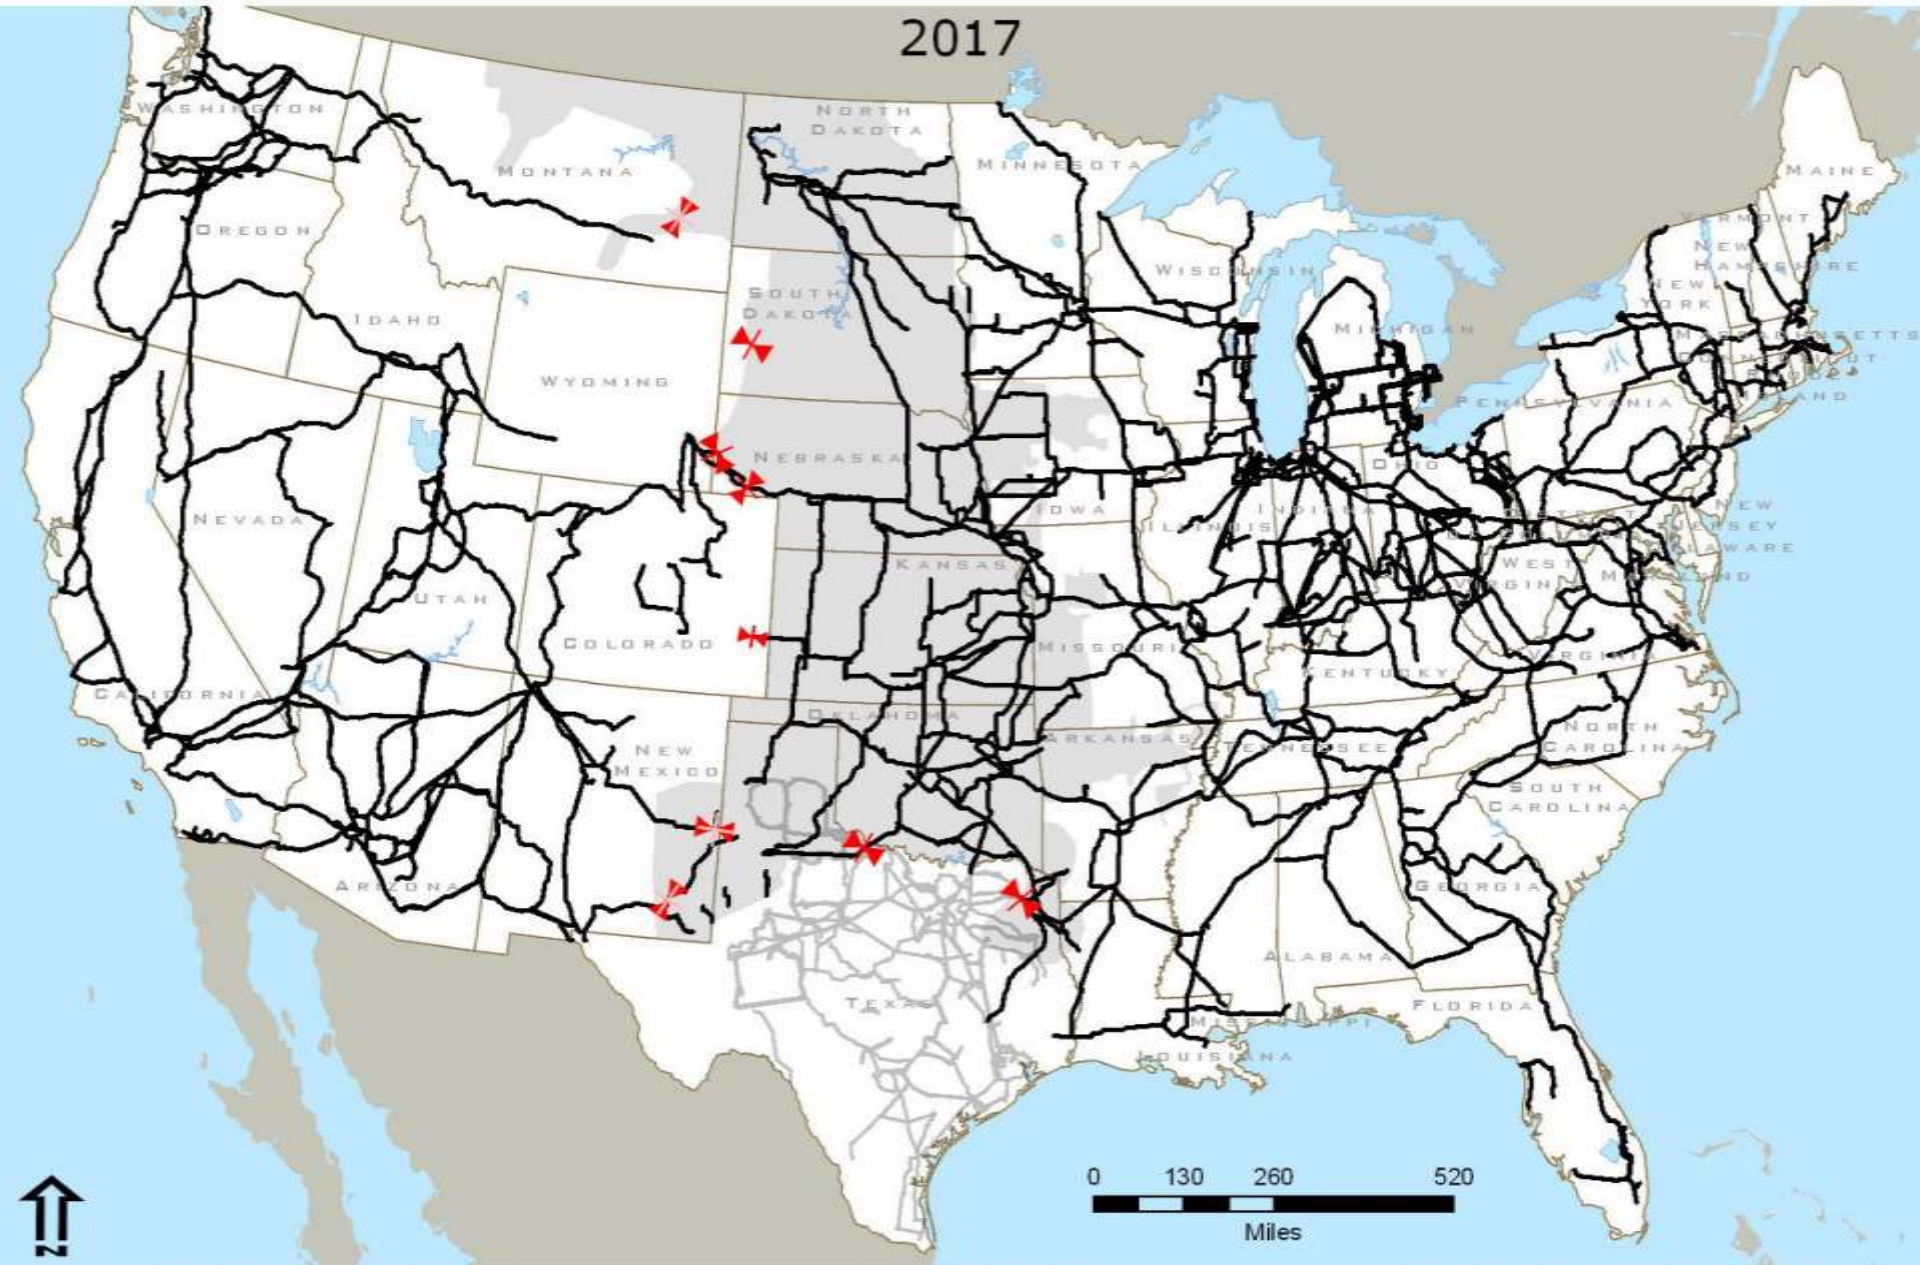 2017
WASHINGTON
NORTH
DAKOTA
MONTANA
MINNESOTA
MAINE
OREGON
VERMONT
NEW
HAMPSHIRE
WISCONSIN
SOUTH
DAKOTA
NEW
YORK
IDAHO
MICHIGAN
MASSACHUSETTS
WYOMING
PENNSYLVANIA
NEBRASKA
OHIO
NEVADA
IOWA
ILLINOIS
INDIANA
NEW
JERSEY
DELAWARE
KANSAS
WEST
VIRGINIA
MARYLAND
UTAH
COLORADO
MISSOURI
KENTUCKY
VIRGINIA
CALIFORNIA
OKLAHOMA
ARKANSAS
TENNESSEE
NORTH
CAROLINA
NEW
MEXICO
SOUTH
CAROLINA
ARIZONA
GEORGIA
ALABAMA
TEXAS
FLORIDA
MISSISSIPPI
LOUISIANA
0 130 260 520
Miles
N